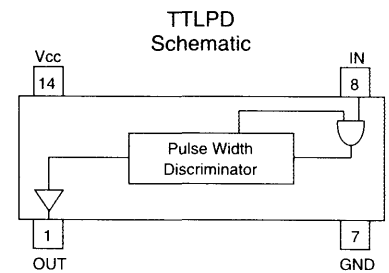 TTLPD
Schematic
Vcc
IN
14
8
Pulse Width
Discriminator
1
7
OUT
GND